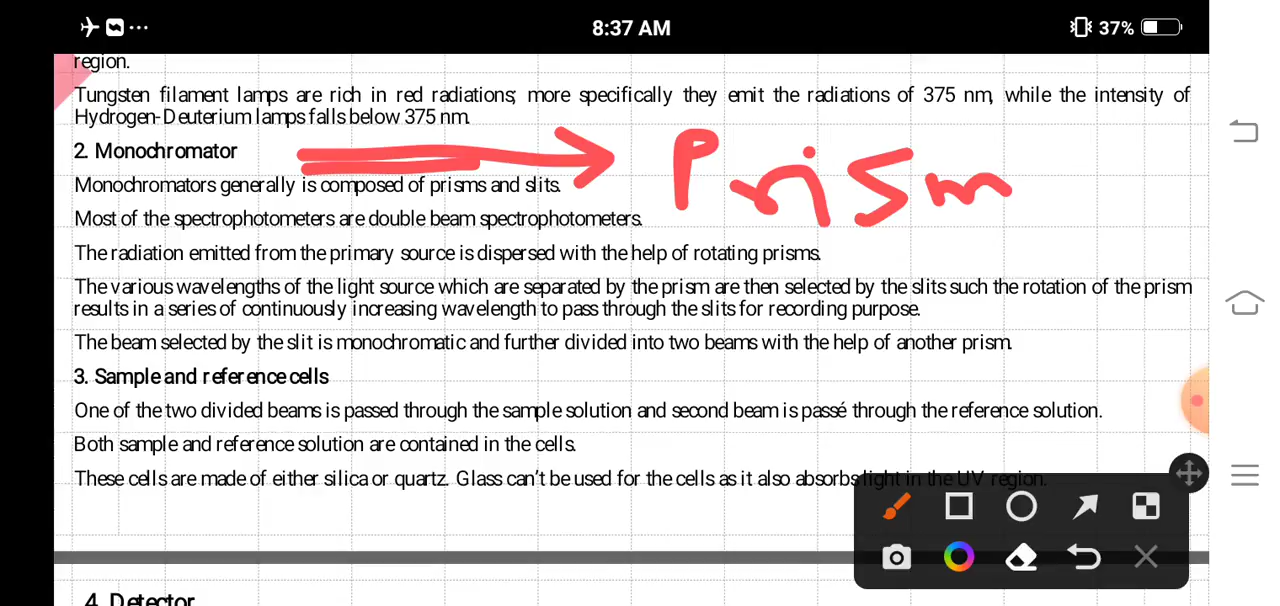 8:37 AM
37%
region.
Tungsten filament lamps are rich in red radiations; more specifically they emit the radiations of 375 nm, while the intensity of
Hydrogen-Deuterium lamps falls below 375 nm.
2. Monochromator
Prism
Monochromators generally is composed of prisms and slits.
Most of the spectrophotometers are double beam spectrophotometers.
The radiation emitted from the primary source is dispersed with the help of rotating prisms.
The various wavelengths of the light source which are separated by the prism are then selected by the slits such the rotation of the prism
results in a series of continuously increasing wavelength to pass through the slits for recording purpose.
The beam selected by the slit is monochromatic and further divided into two beams with the help of another prism.
3. Sample and reference cells
One of the two divided beams is passed through the sample solution and second beam is passé through the reference solution.
Both sample and reference solution are contained in the cells.
These cells are made of either silica or quartz. Glass can't be used for the cells as it also absorbs light in the UV region.
4. Detector